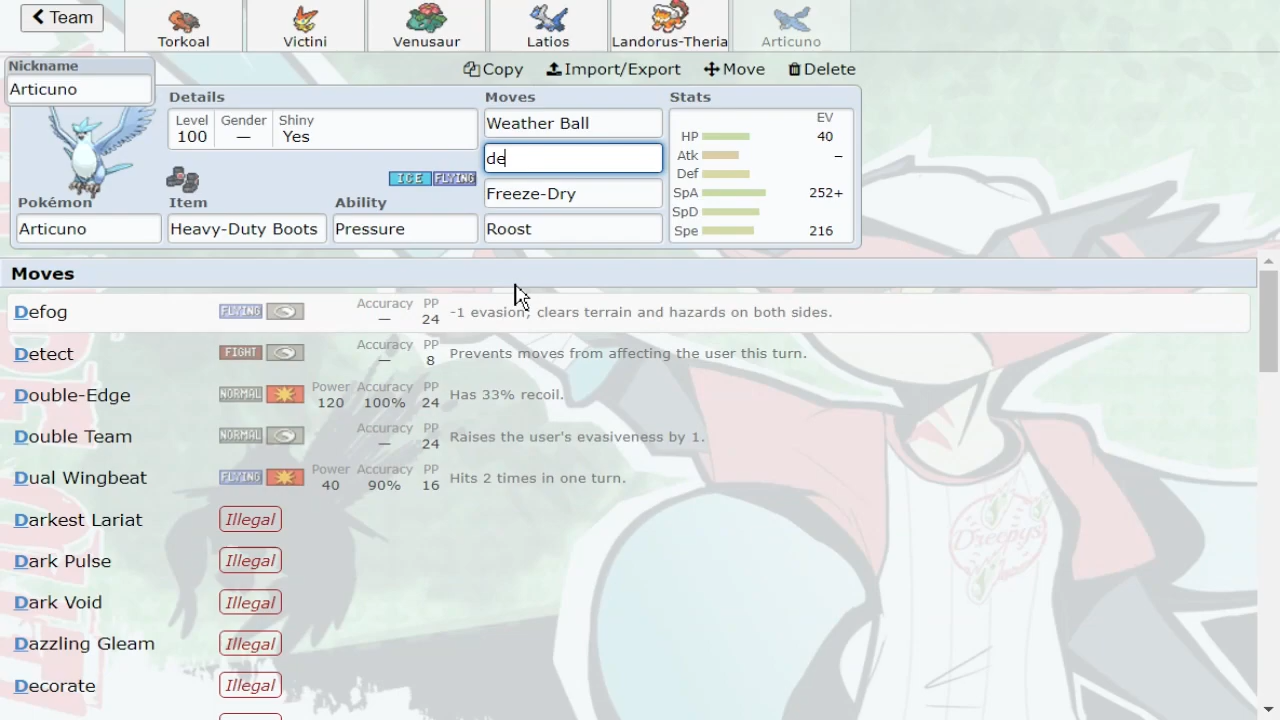 Team
Torkoal
Victini
Venusaur
Latios
Landorus-Theria
Articuno
Nickname
Articuno
Copy
Import/Export
Move
Delete
Details
Level
100
Gender
—
Shiny
Yes
ICE FLYING
Pokémon
Articuno
Item
Heavy-Duty Boots
Ability
Pressure
Moves
Weather Ball
de
Freeze-Dry
Roost
Stats
EV
HP 40
Atk –
Def
SpA 252+
SpD
Spe 216
Moves
Defog FLYING Accuracy — PP 24 -1 evasion; clears terrain and hazards on both sides.
Detect FIGHT Accuracy — PP 8 Prevents moves from affecting the user this turn.
Double-Edge NORMAL Power 120 Accuracy 100% PP 24 Has 33% recoil.
Double Team NORMAL Accuracy — PP 24 Raises the user's evasiveness by 1.
Dual Wingbeat FLYING Power 40 Accuracy 90% PP 16 Hits 2 times in one turn.
Darkest Lariat Illegal
Dark Pulse Illegal
Dark Void Illegal
Dazzling Gleam Illegal
Decorate Illegal
Dreepys